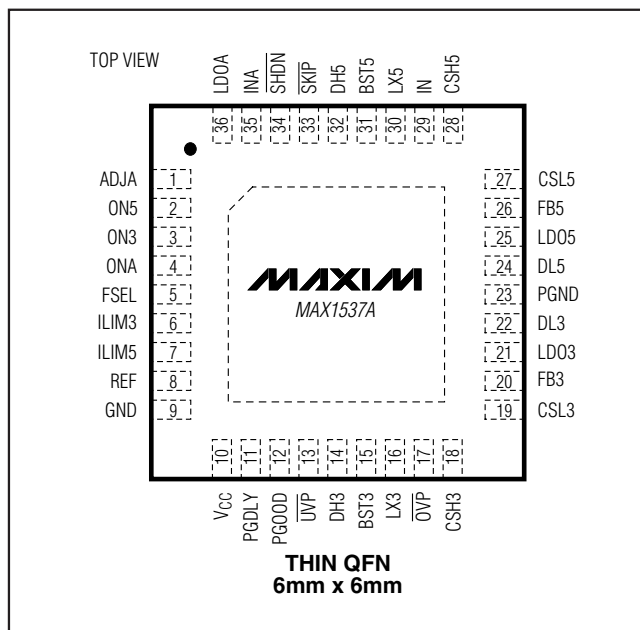 TOP VIEW
LDOA
INA
SHDN
SKIP
DH5
BST5
LX5
IN
CSH5
36
35
34
33
32
31
30
29
28
ADJA 1
ON5 2
ON3 3
ONA 4
FSEL 5
ILIM3 6
ILIM5 7
REF 8
GND 9
MAXIM
MAX1537A
27 CSL5
26 FB5
25 LDO5
24 DL5
23 PGND
22 DL3
21 LDO3
20 FB3
19 CSL3
10
11
12
13
14
15
16
17
18
VCC
PGDLY
PGOOD
UVP
DH3
BST3
LX3
OVP
CSH3
THIN QFN
6mm x 6mm